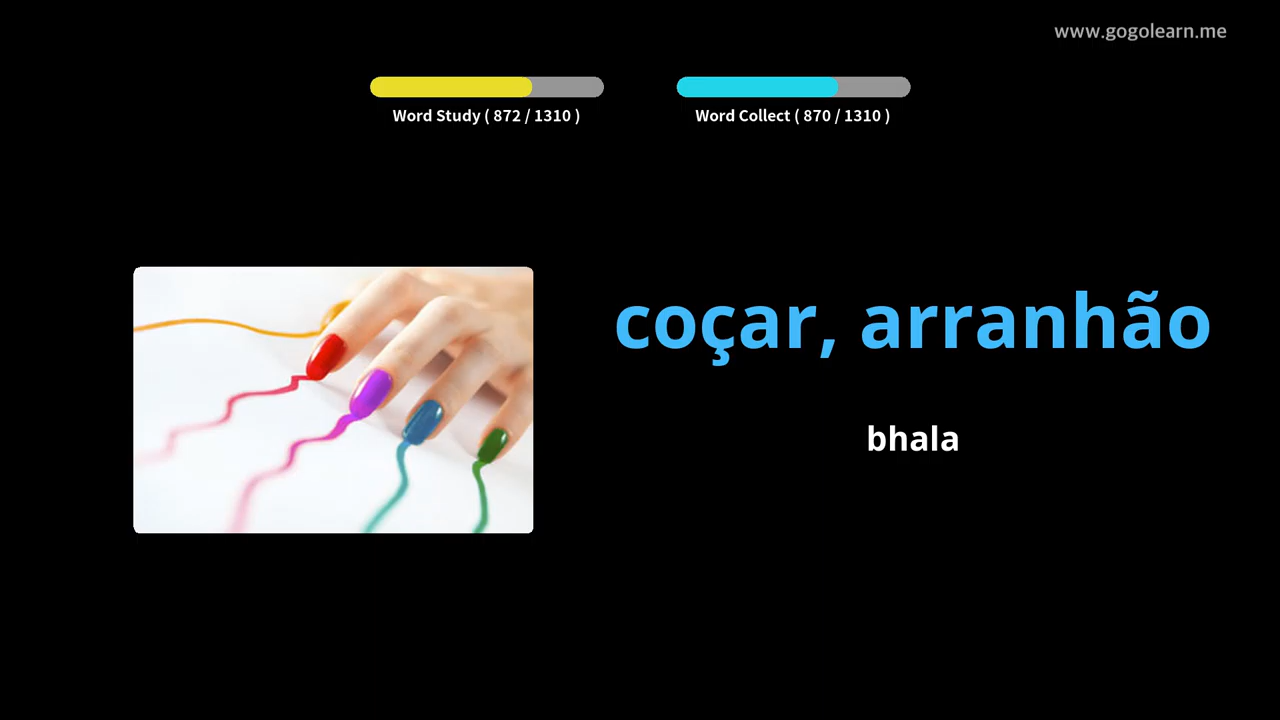 www.gogolearn.me
Word Study ( 872 / 1310 )
Word Collect ( 870 / 1310 )
coçar, arranhão
bhala